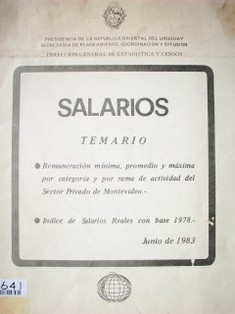 PRESIDENCIA DE LA REPUBLICA ORIENTAL DEL URUGUAY
SECRETARIA DE PLANEAMIENTO, COORDINACION Y DIFUSION
DIRECCION GENERAL DE ESTADISTICA Y CENSOS
SALARIOS
TEMARIO
● Remuneración mínima, promedio y máxima
por categoría y por rama de actividad del
Sector Privado de Montevideo.-
● Indice de Salarios Reales con base 1978.-
Junio de 1983
641